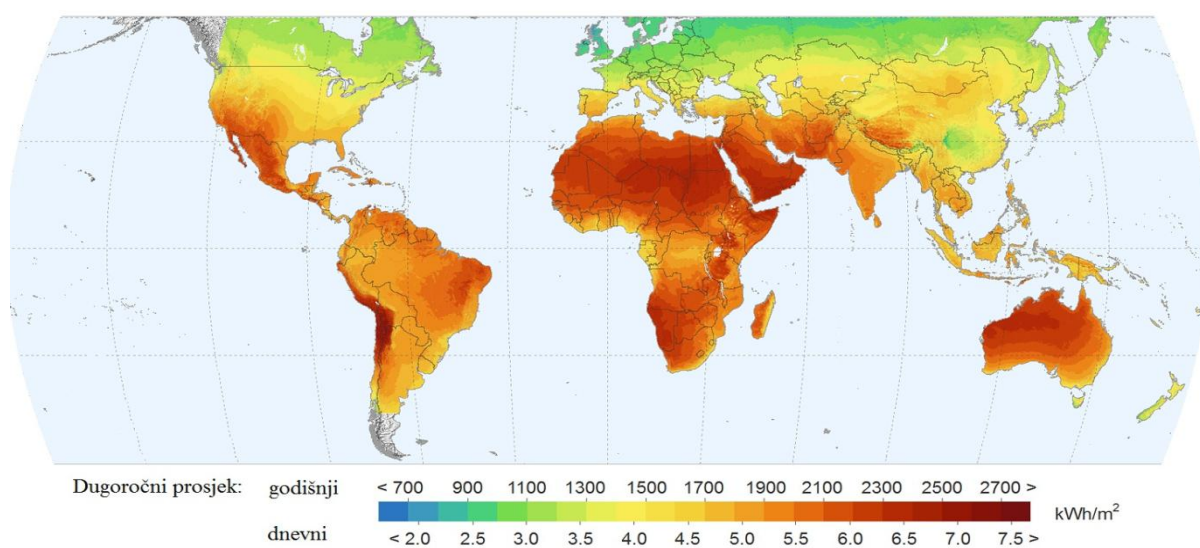 Dugoročni prosjek: godišnji < 700 900 1100 1300 1500 1700 1900 2100 2300 2500 2700 >
kWh/m²
dnevni < 2.0 2.5 3.0 3.5 4.0 4.5 5.0 5.5 6.0 6.5 7.0 7.5 >